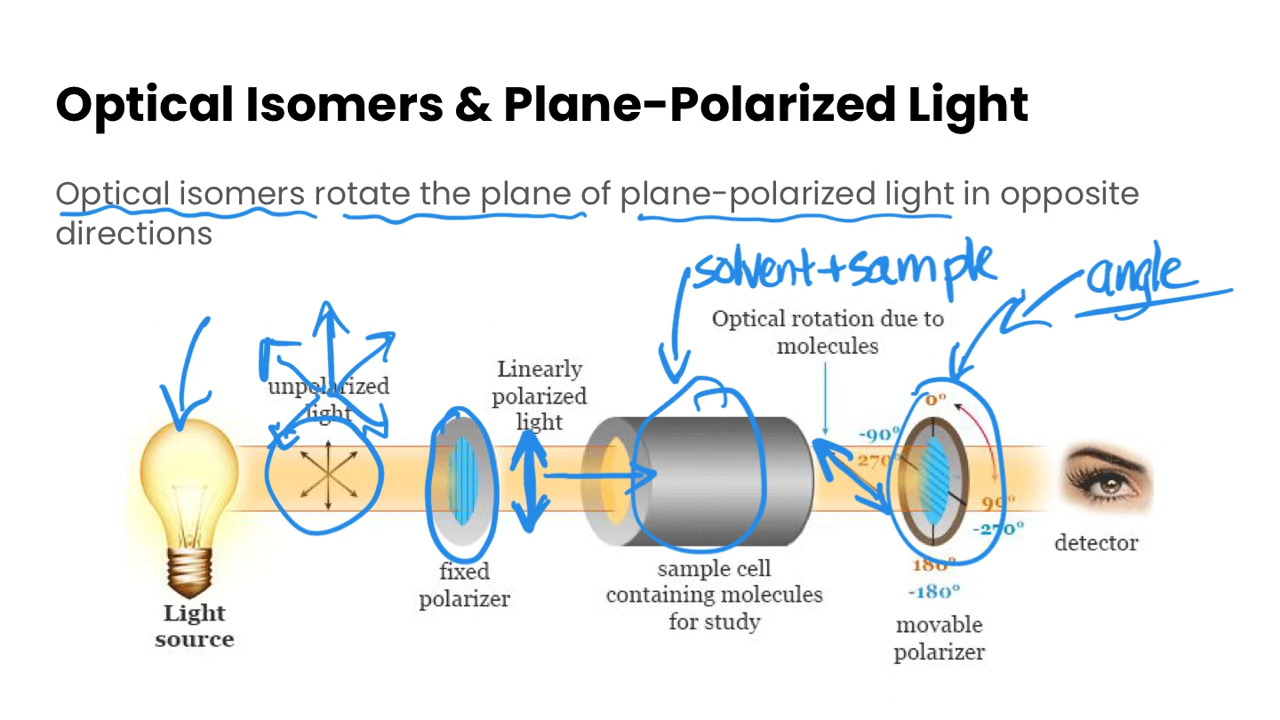 Optical Isomers & Plane-Polarized Light
Optical isomers rotate the plane of plane-polarized light in opposite
directions
solvent+sample
angle
Optical rotation due to
molecules
Linearly
polarized
light
unpolarized
light
0°
-90°
270°
90°
-270°
180°
-180°
Light
source
fixed
polarizer
sample cell
containing molecules
for study
movable
polarizer
detector